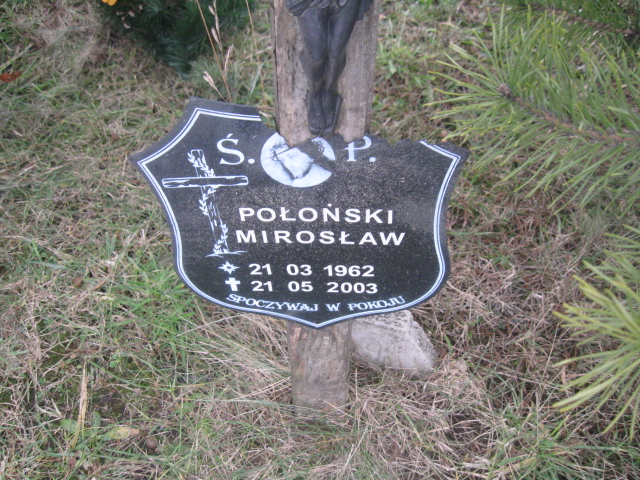 Ś. P.
POŁOŃSKI
MIROSŁAW
21 03 1962
21 05 2003
SPOCZYWAJ W POKOJU